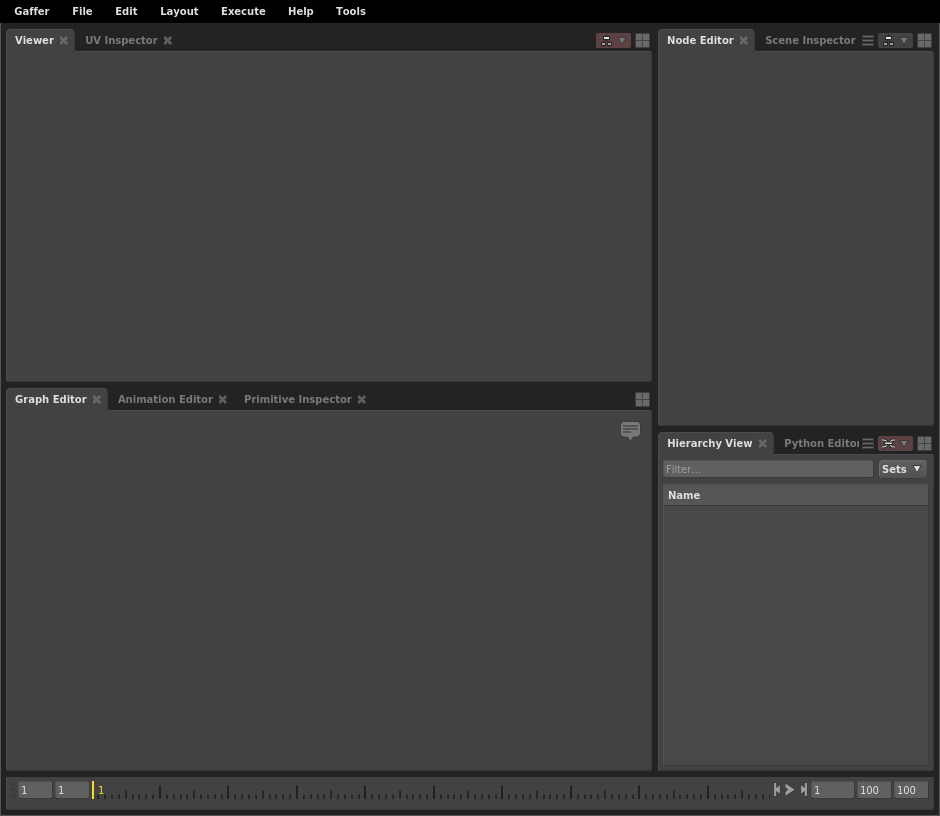 Gaffer File Edit Layout Execute Help Tools
Viewer UV Inspector
Node Editor Scene Inspector
Graph Editor Animation Editor Primitive Inspector
Hierarchy View Python Editor
Filter... Sets
Name
1 1 1 1 100 100